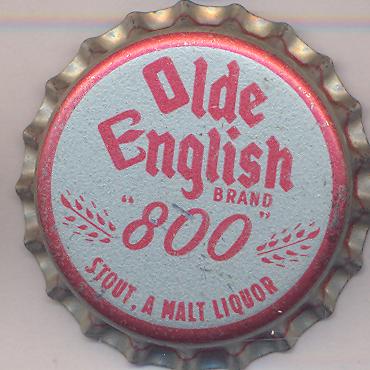 Olde
English
BRAND
"800"
STOUT, A MALT LIQUOR